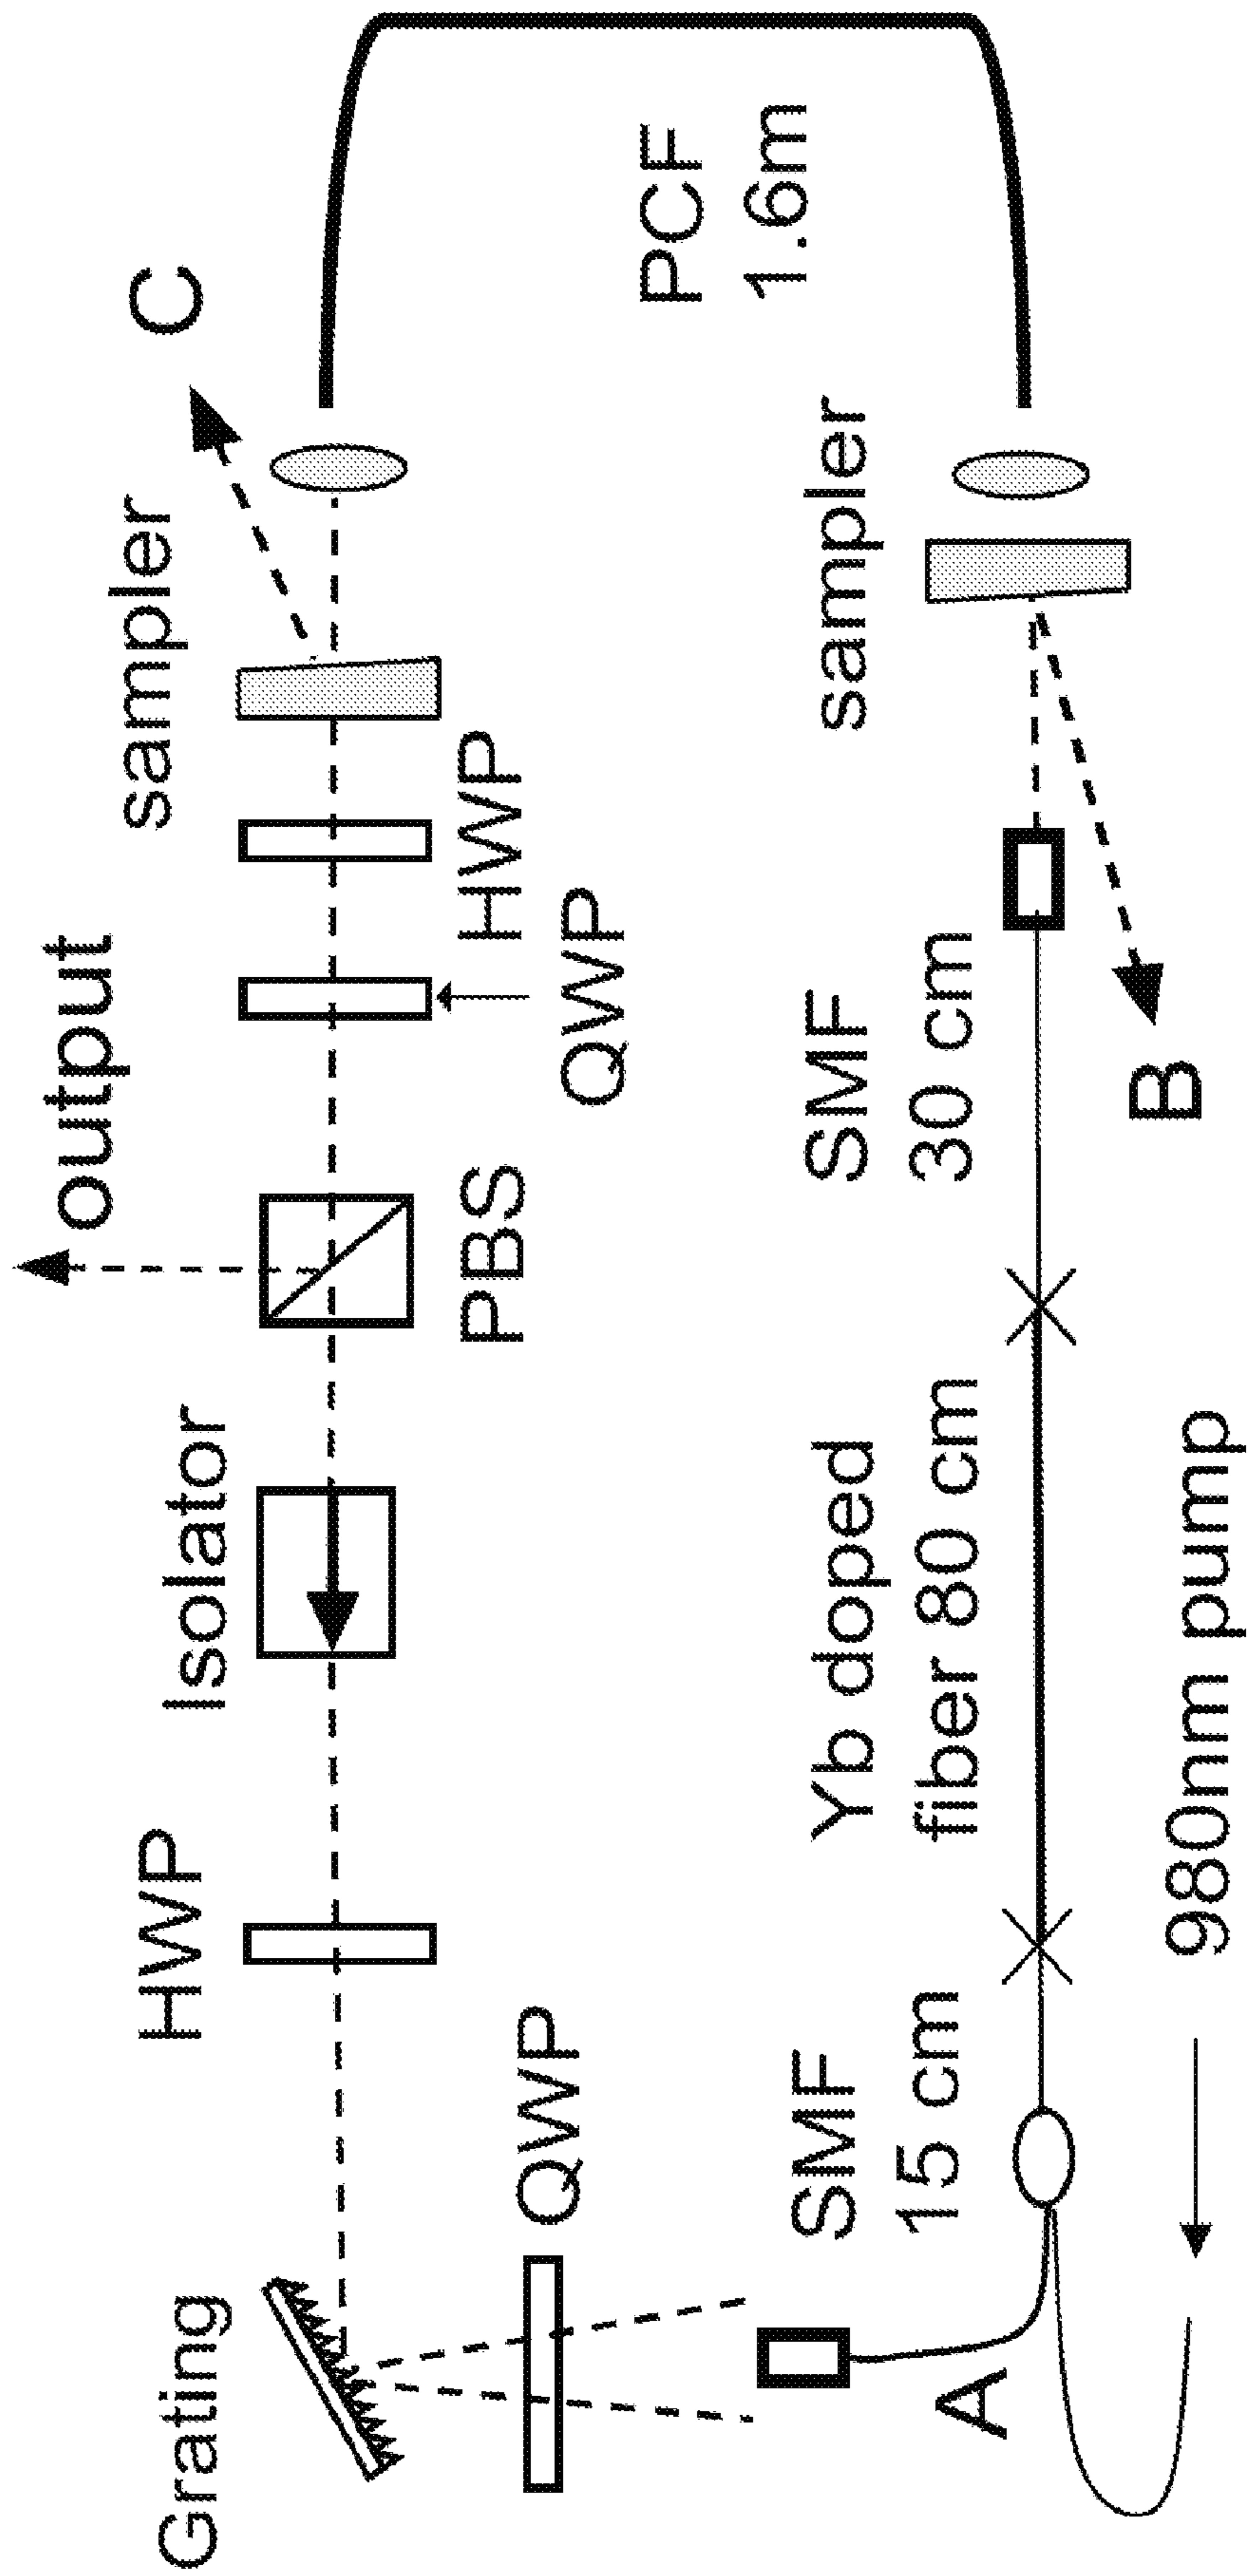 Grating
HWP
Isolator
output
sampler
C
PBS
QWP
HWP
QWP
PCF
1.6m
SMF
15 cm
A
Yb doped
fiber 80 cm
SMF
30 cm
sampler
B
980nm pump